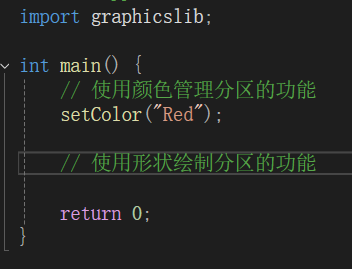 import graphicslib;
int main() {
// 使用颜色管理分区的功能
setColor("Red");
// 使用形状绘制分区的功能
return 0;
}